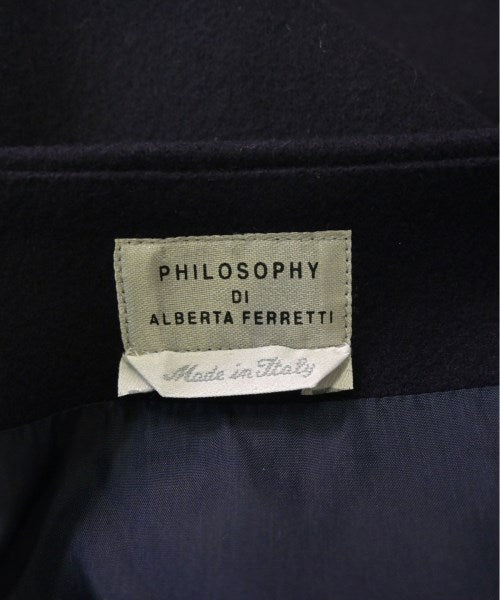 PHILOSOPHY
DI
ALBERTA FERRETTI
Made in Italy